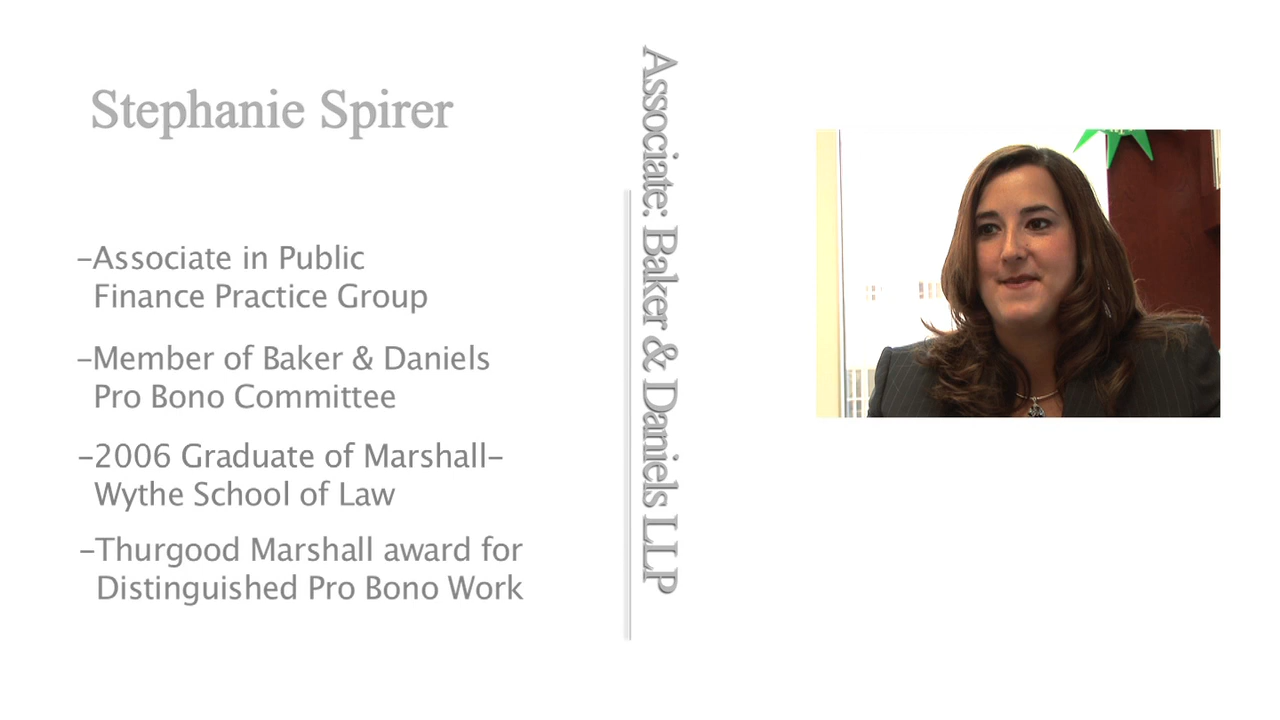 Stephanie Spirer
-Associate in Public
Finance Practice Group
-Member of Baker & Daniels
Pro Bono Committee
-2006 Graduate of Marshall-
Wythe School of Law
-Thurgood Marshall award for
Distinguished Pro Bono Work
Associate: Baker & Daniels LLP